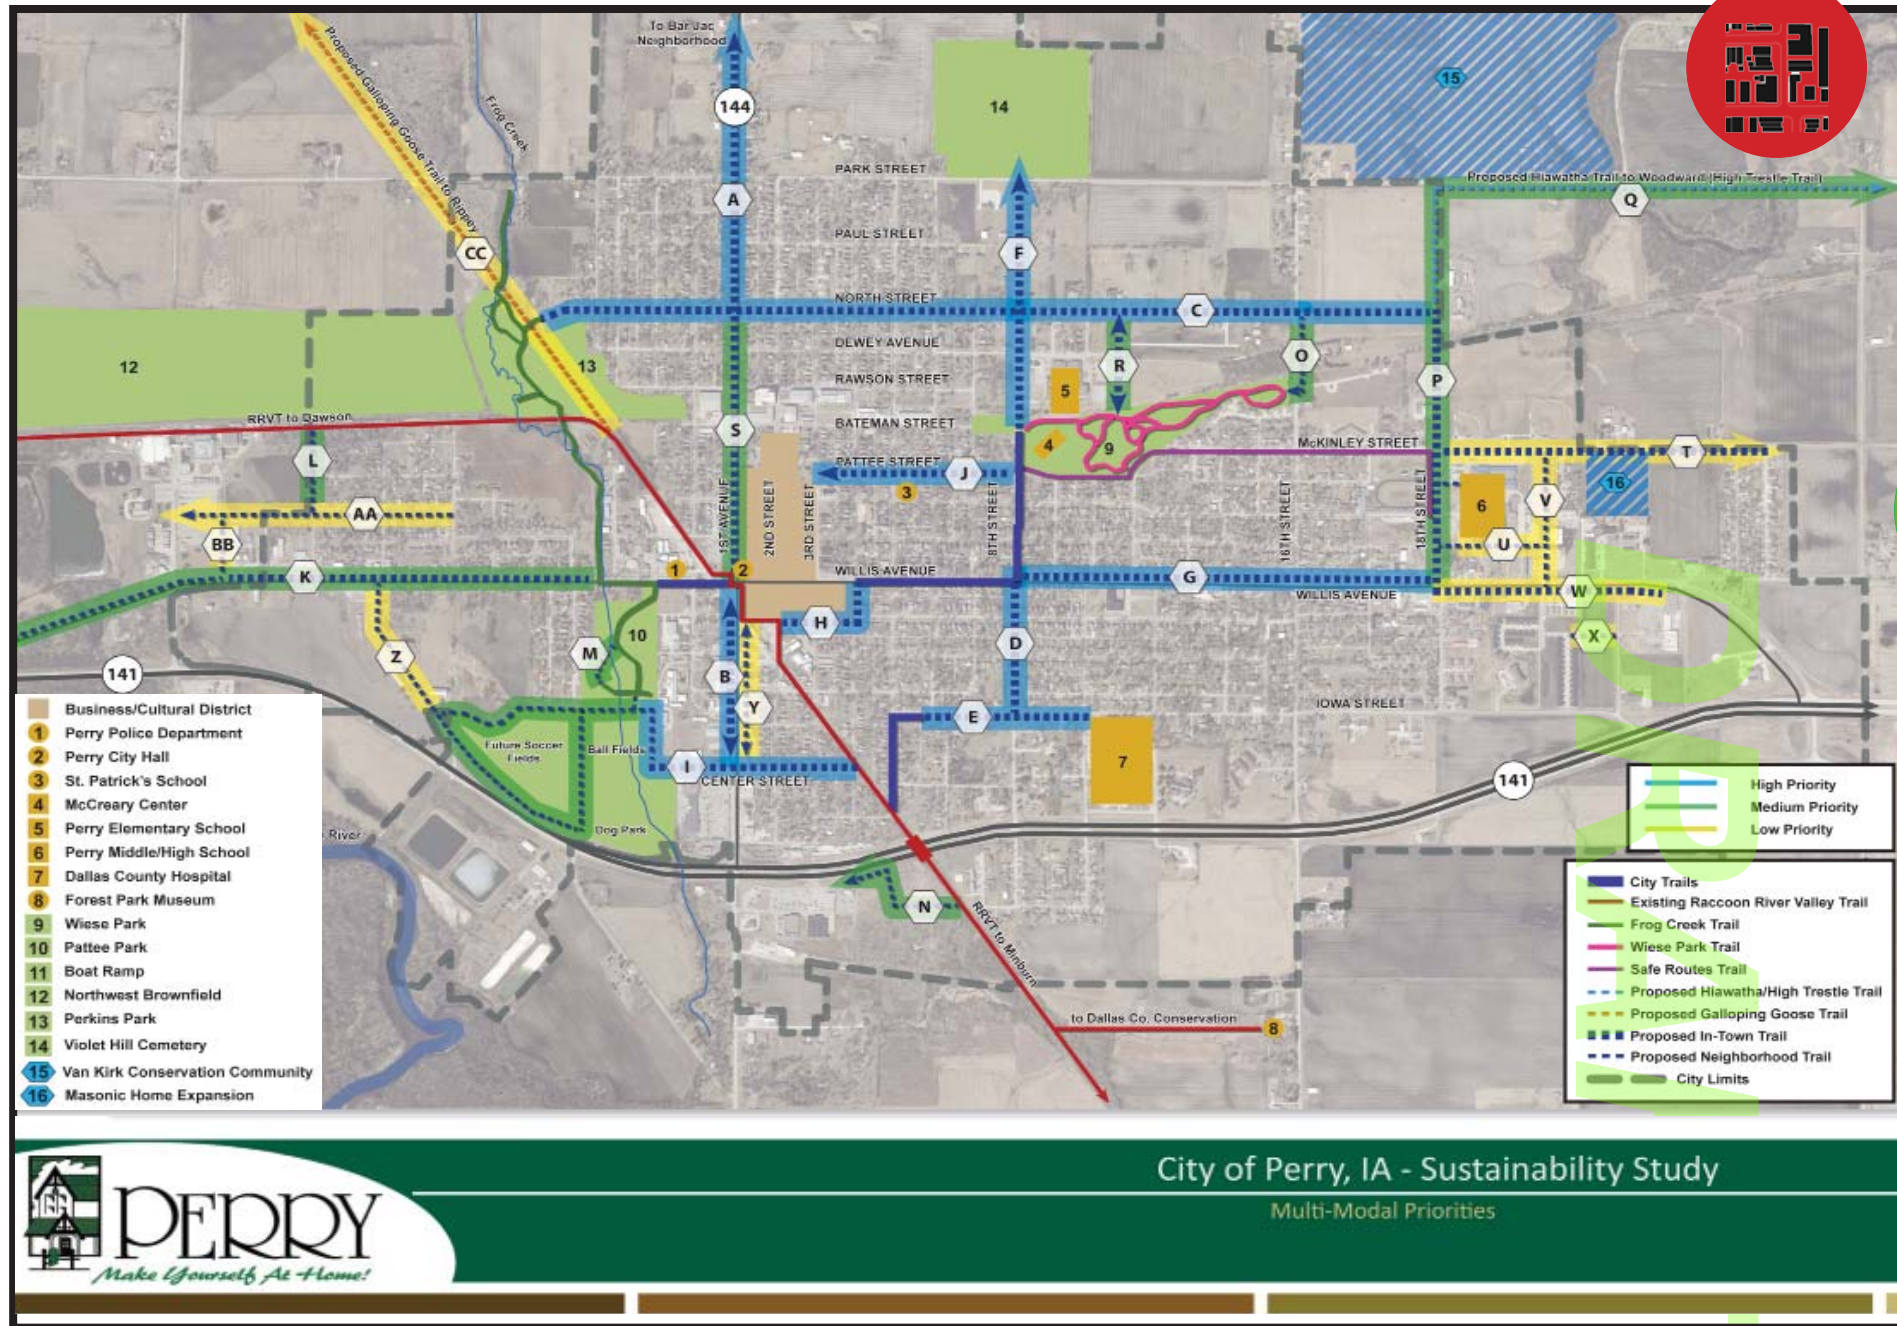 To Bar Jac
Neighborhood
Proposed Galloping Goose Trail to Rippey
Frog Creek
144
14
15
PARK STREET
Proposed Hiawatha Trail to Woodward (High Trestle Trail)
A
Q
PAUL STREET
CC
F
NORTH STREET
C
DEWEY AVENUE
12
13
R
O
RAWSON STREET
5
P
RRVT to Dawson
S
BATEMAN STREET
4
9
McKINLEY STREET
T
L
PATTEE STREET
J
3
16
1ST AVENUE
2ND STREET
3RD STREET
8TH STREET
16TH STREET
18TH STREET
6
V
AA
BB
U
K
1
2
WILLIS AVENUE
G
WILLIS AVENUE
W
H
10
X
M
D
Z
141
B
Y
E
IOWA STREET
Future Soccer
Fields
Ball Fields
I
CENTER STREET
7
141
Dog Park
River
N
RRVT to Minburn
to Dallas Co. Conservation
8
Business/Cultural District
1 Perry Police Department
2 Perry City Hall
3 St. Patrick's School
4 McCreary Center
5 Perry Elementary School
6 Perry Middle/High School
7 Dallas County Hospital
8 Forest Park Museum
9 Wiese Park
10 Pattee Park
11 Boat Ramp
12 Northwest Brownfield
13 Perkins Park
14 Violet Hill Cemetery
15 Van Kirk Conservation Community
16 Masonic Home Expansion
High Priority
Medium Priority
Low Priority
City Trails
Existing Raccoon River Valley Trail
Frog Creek Trail
Wiese Park Trail
Safe Routes Trail
Proposed Hiawatha/High Trestle Trail
Proposed Galloping Goose Trail
Proposed In-Town Trail
Proposed Neighborhood Trail
City Limits
PERRY
Make Yourself At Home!
City of Perry, IA - Sustainability Study
Multi-Modal Priorities